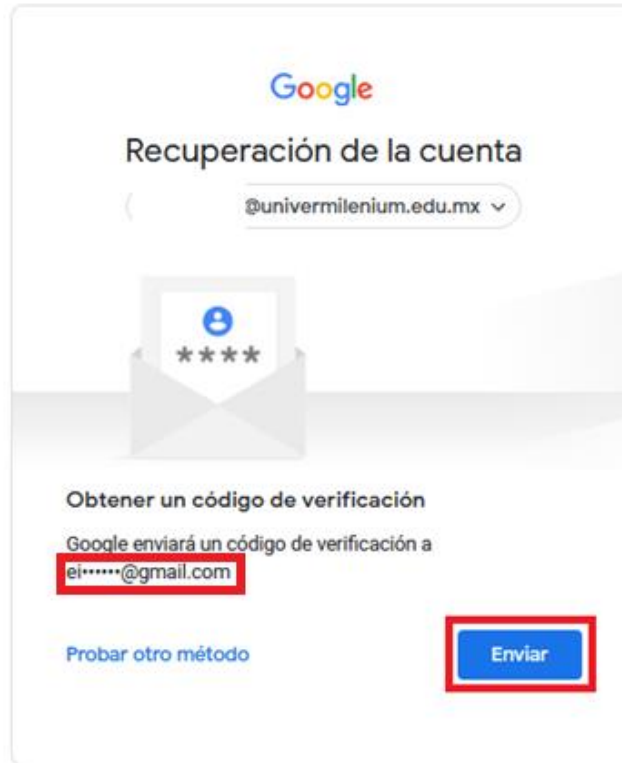 Google
Recuperación de la cuenta
@univermilenium.edu.mx
****
Obtener un código de verificación
Google enviará un código de verificación a
ei••••••@gmail.com
Probar otro método
Enviar